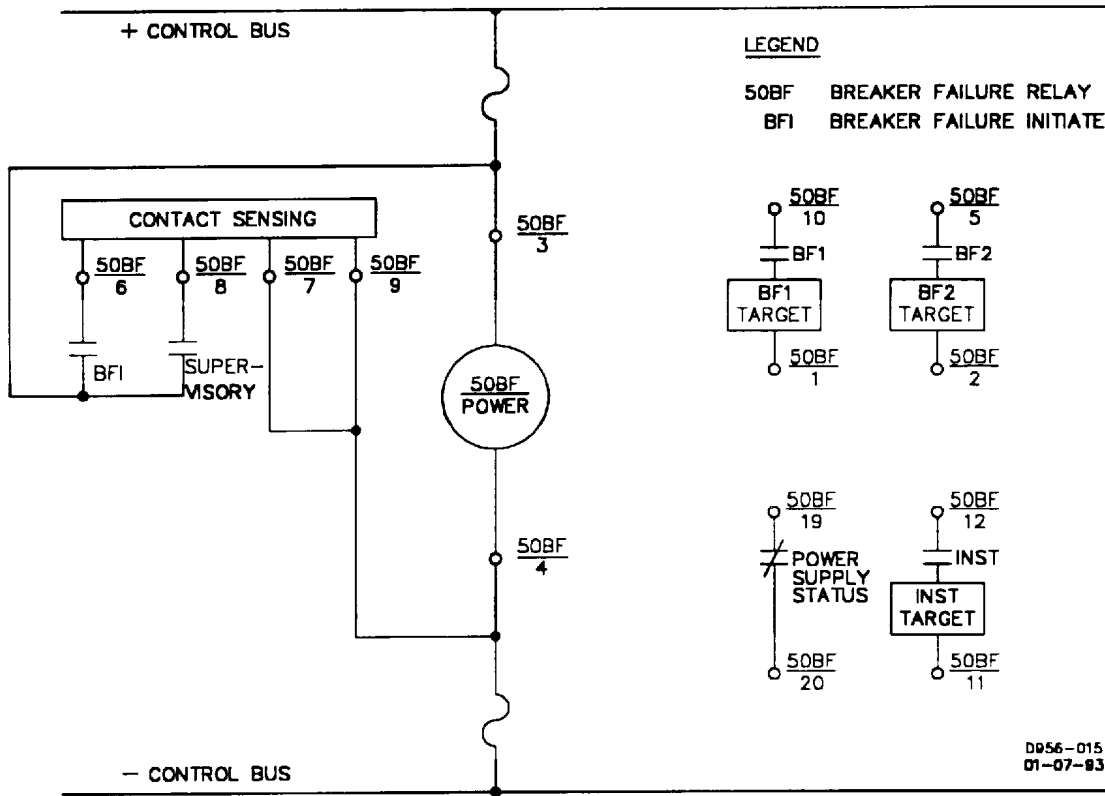 + CONTROL BUS
LEGEND
50BF BREAKER FAILURE RELAY
BFI BREAKER FAILURE INITIATE
CONTACT SENSING
50BF
6
50BF
8
50BF
7
50BF
9
50BF
3
BFI
SUPER-
VISORY
50BF
POWER
50BF
4
50BF
10
BF1
BF1
TARGET
50BF
1
50BF
5
BF2
BF2
TARGET
50BF
2
50BF
19
POWER
SUPPLY
STATUS
50BF
20
50BF
12
INST
INST
TARGET
50BF
11
- CONTROL BUS
D956-015
01-07-93